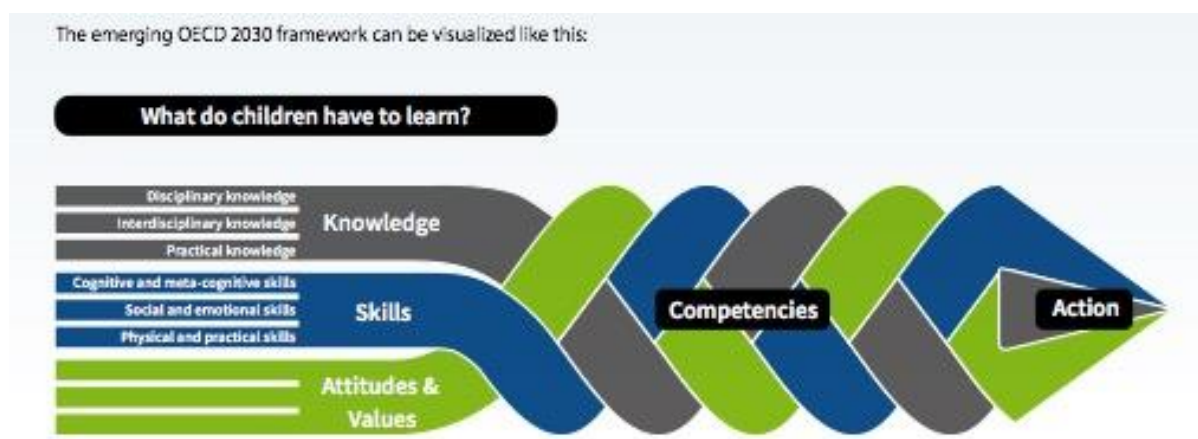 The emerging OECD 2030 framework can be visualized like this:
What do children have to learn?
Disciplinary knowledge
Interdisciplinary knowledge
Practical knowledge
Knowledge
Cognitive and meta-cognitive skills
Social and emotional skills
Physical and practical skills
Skills
Attitudes &
Values
Competencies
Action